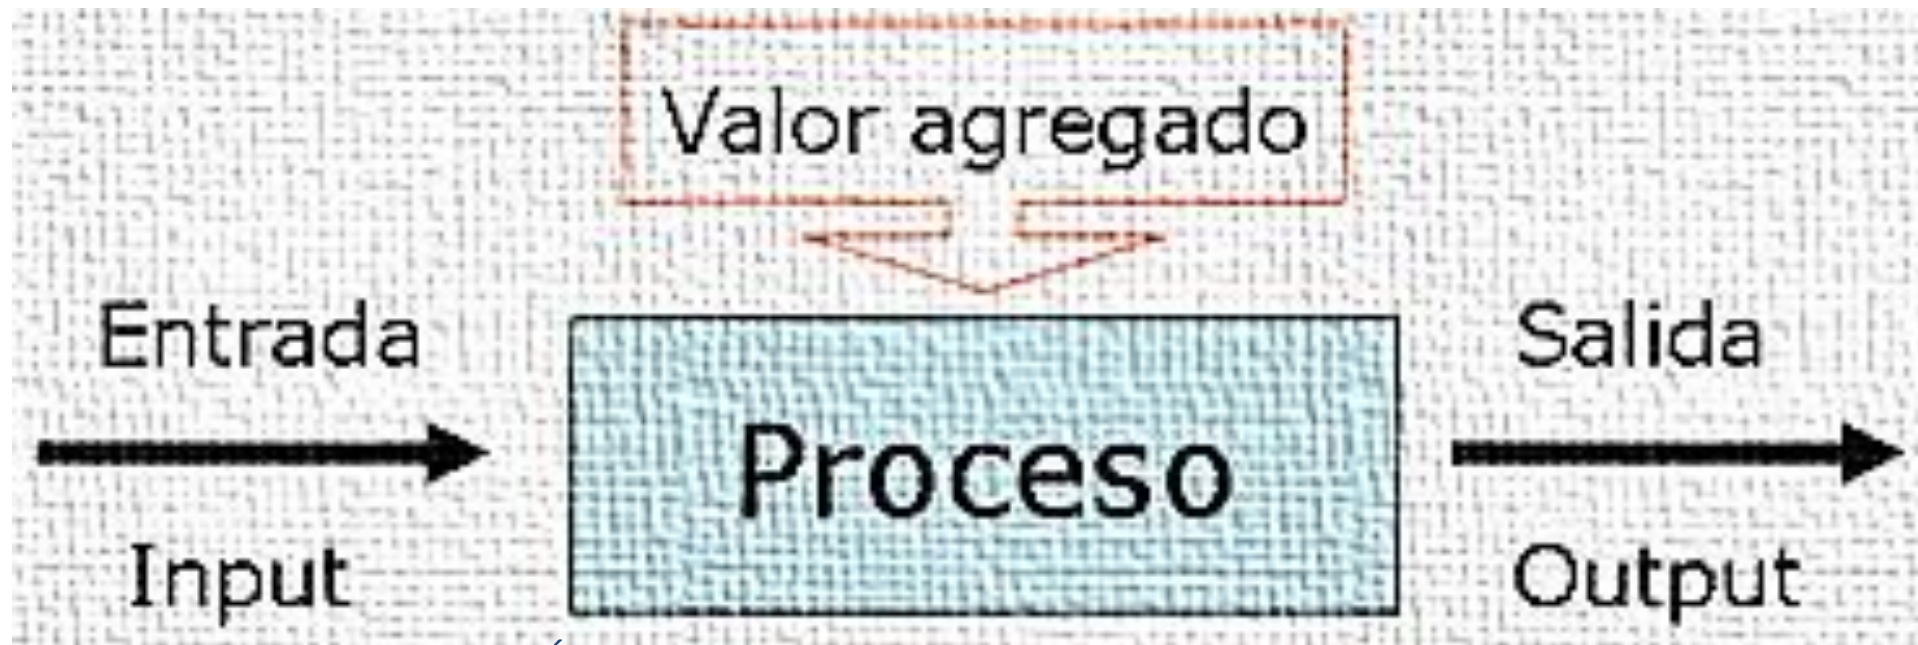 Valor agregado
Entrada
Proceso
Salida
Input
Output